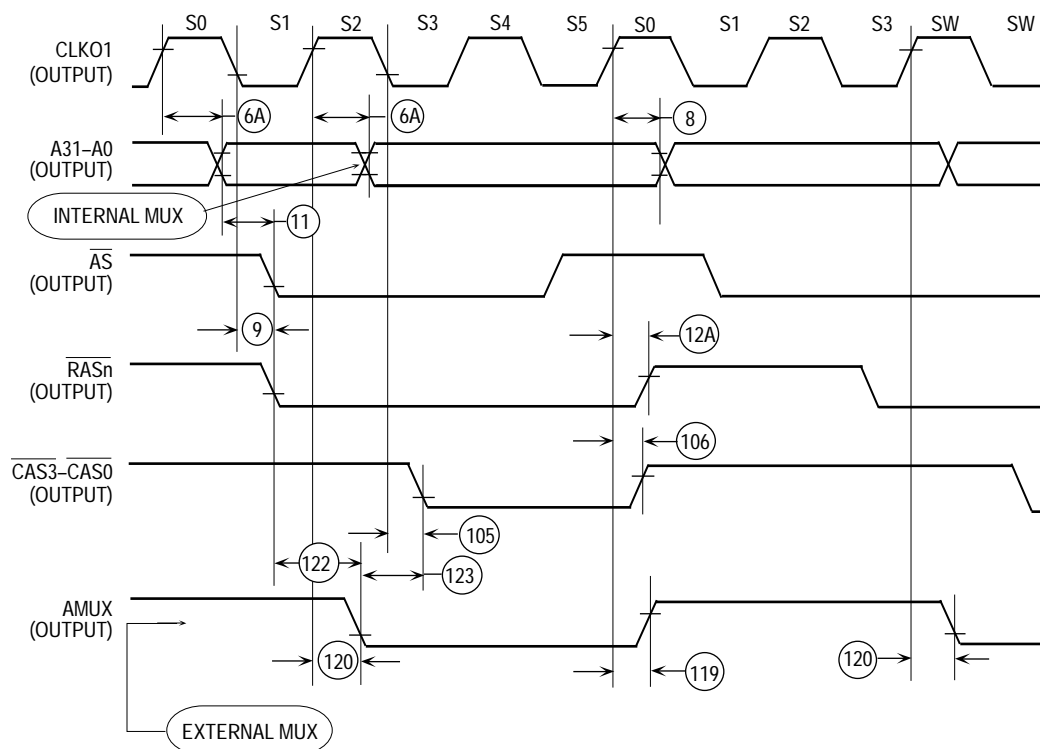 S0 S1 S2 S3 S4 S5 S0 S1 S2 S3 SW SW
CLKO1
(OUTPUT)
6A 6A 8
A31–A0
(OUTPUT)
INTERNAL MUX
11
AS
(OUTPUT)
9 12A
RASn
(OUTPUT)
106
CAS3–CAS0
(OUTPUT)
105
122 123
AMUX
(OUTPUT)
120 119 120
EXTERNAL MUX